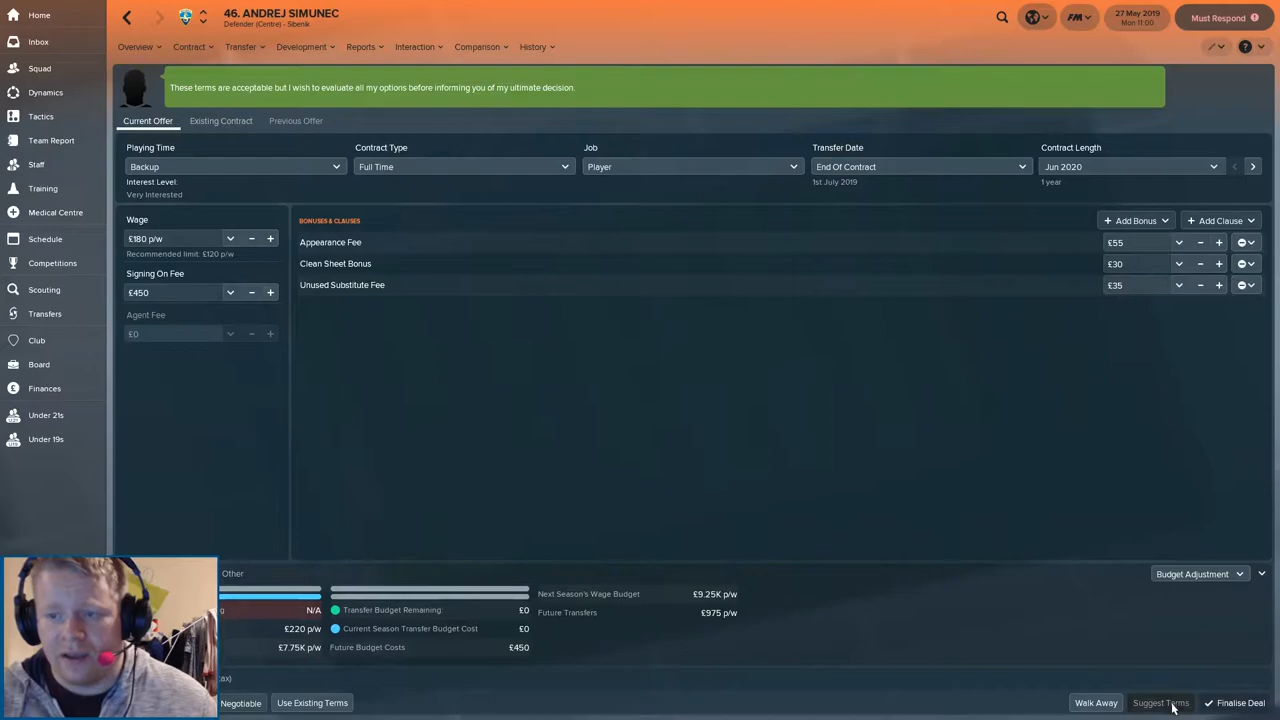 Home
Inbox
Squad
Dynamics
Tactics
Team Report
Staff
Training
Medical Centre
Schedule
Competitions
Scouting
Transfers
Club
Board
Finances
Under 21s
Under 19s
46. ANDREJ SIMUNEC
Defender (Centre) - Sibenik
FM
27 May 2019
Mon 11:00
Must Respond
Overview Contract Transfer Development Reports Interaction Comparison History
These terms are acceptable but I wish to evaluate all my options before informing you of my ultimate decision.
Current Offer Existing Contract Previous Offer
Playing Time Contract Type Job Transfer Date Contract Length
Backup Full Time Player End Of Contract Jun 2020
Interest Level: 1st July 2019 1 year
Very Interested
Wage
£180 p/w
Recommended limit: £120 p/w
Signing On Fee
£450
Agent Fee
£0
BONUSES & CLAUSES + Add Bonus + Add Clause
Appearance Fee £55
Clean Sheet Bonus £30
Unused Substitute Fee £35
Other Budget Adjustment
N/A
£220 p/w
£7.75K p/w
Transfer Budget Remaining: £0
Current Season Transfer Budget Cost £0
Future Budget Costs £450
Next Season's Wage Budget £9.25K p/w
Future Transfers £975 p/w
Negotiable Use Existing Terms Walk Away Suggest Terms Finalise Deal